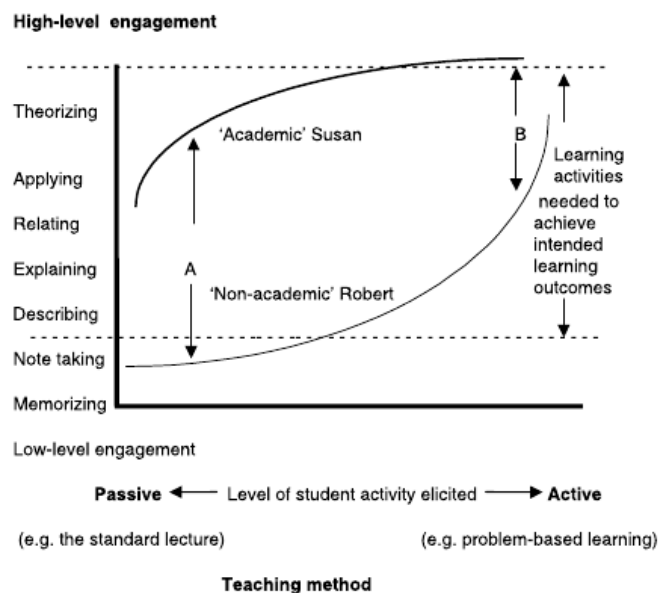 High-level engagement
Theorizing
'Academic' Susan
B
Learning
activities
needed to
achieve
intended
learning
outcomes
Applying
Relating
Explaining
A
'Non-academic' Robert
Describing
Note taking
Memorizing
Low-level engagement
Passive Level of student activity elicited Active
(e.g. the standard lecture) (e.g. problem-based learning)
Teaching method